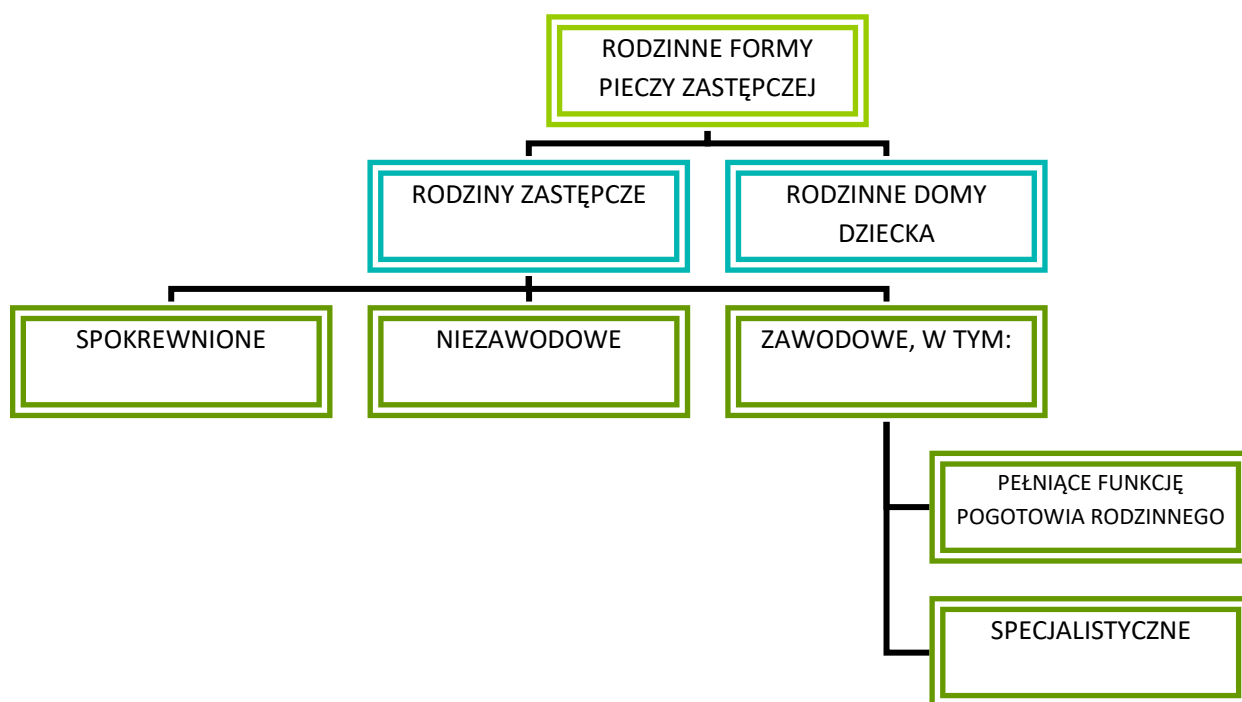 RODZINNE FORMY
PIECZY ZASTĘPCZEJ
RODZINY ZASTĘPCZE
RODZINNE DOMY
DZIECKA
SPOKREWNIONE
NIEZAWODOWE
ZAWODOWE, W TYM:
PEŁNIĄCE FUNKCJĘ
POGOTOWIA RODZINNEGO
SPECJALISTYCZNE